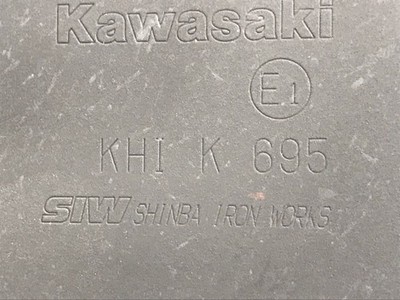 Kawasaki
E1
KHI K 695
SIW SHINBA IRON WORKS